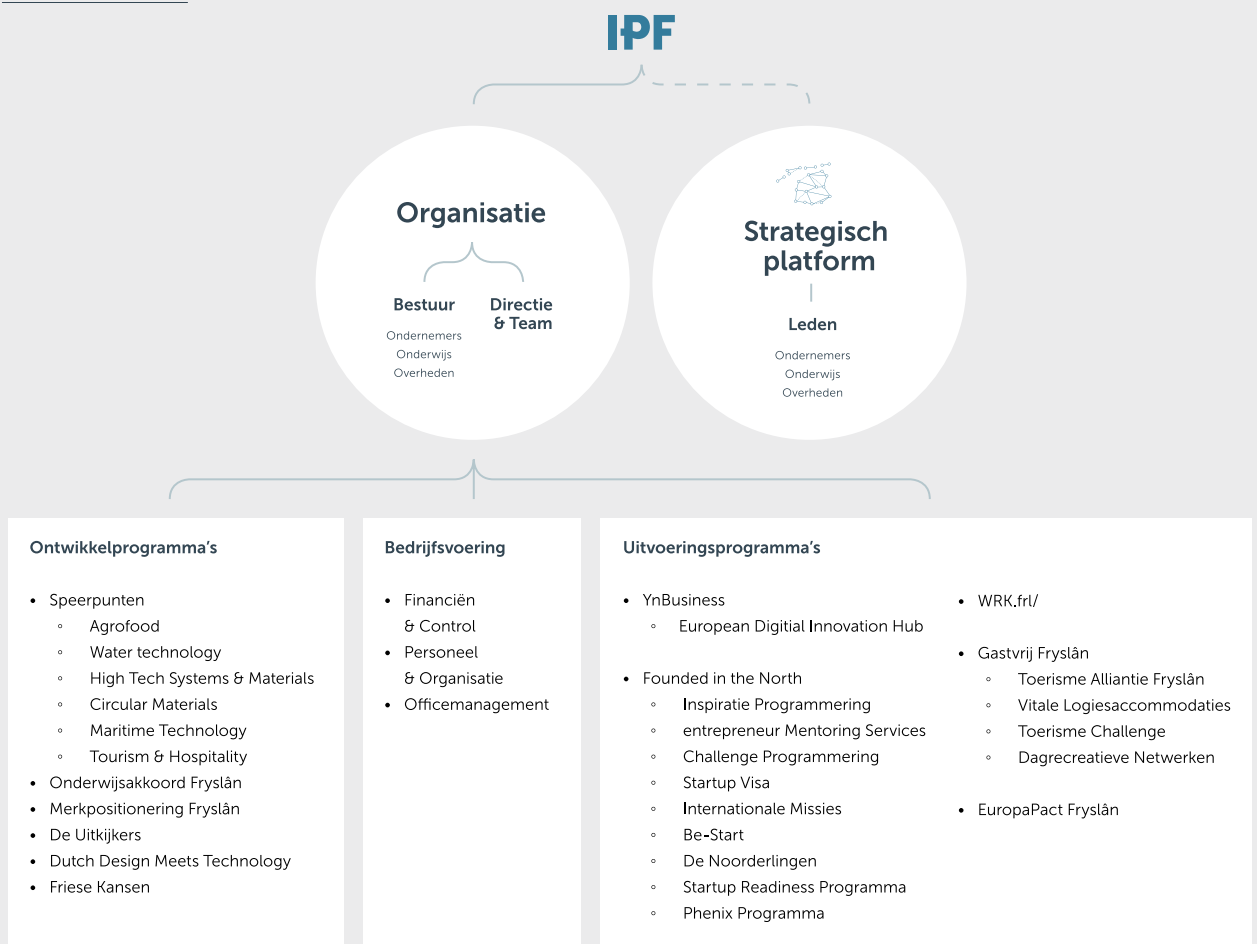 IPF
Organisatie
Bestuur
Ondernemers
Onderwijs
Overheden
Directie
& Team
Strategisch
platform
Leden
Ondernemers
Onderwijs
Overheden
Ontwikkelprogramma's
• Speerpunten
◦ Agrofood
◦ Water technology
◦ High Tech Systems & Materials
◦ Circular Materials
◦ Maritime Technology
◦ Tourism & Hospitality
• Onderwijsakkoord Fryslân
• Merkpositionering Fryslân
• De Uitkijkers
• Dutch Design Meets Technology
• Friese Kansen
Bedrijfsvoering
• Financiën
& Control
• Personeel
& Organisatie
• Officemanagement
Uitvoeringsprogramma's
• YnBusiness
◦ European Digitial Innovation Hub
• Founded in the North
◦ Inspiratie Programmering
◦ entrepreneur Mentoring Services
◦ Challenge Programmering
◦ Startup Visa
◦ Internationale Missies
◦ Be-Start
◦ De Noorderlingen
◦ Startup Readiness Programma
◦ Phenix Programma
• WRK.frl/
• Gastvrij Fryslân
◦ Toerisme Alliantie Fryslân
◦ Vitale Logiesaccommodaties
◦ Toerisme Challenge
◦ Dagrecreatieve Netwerken
• EuropaPact Fryslân